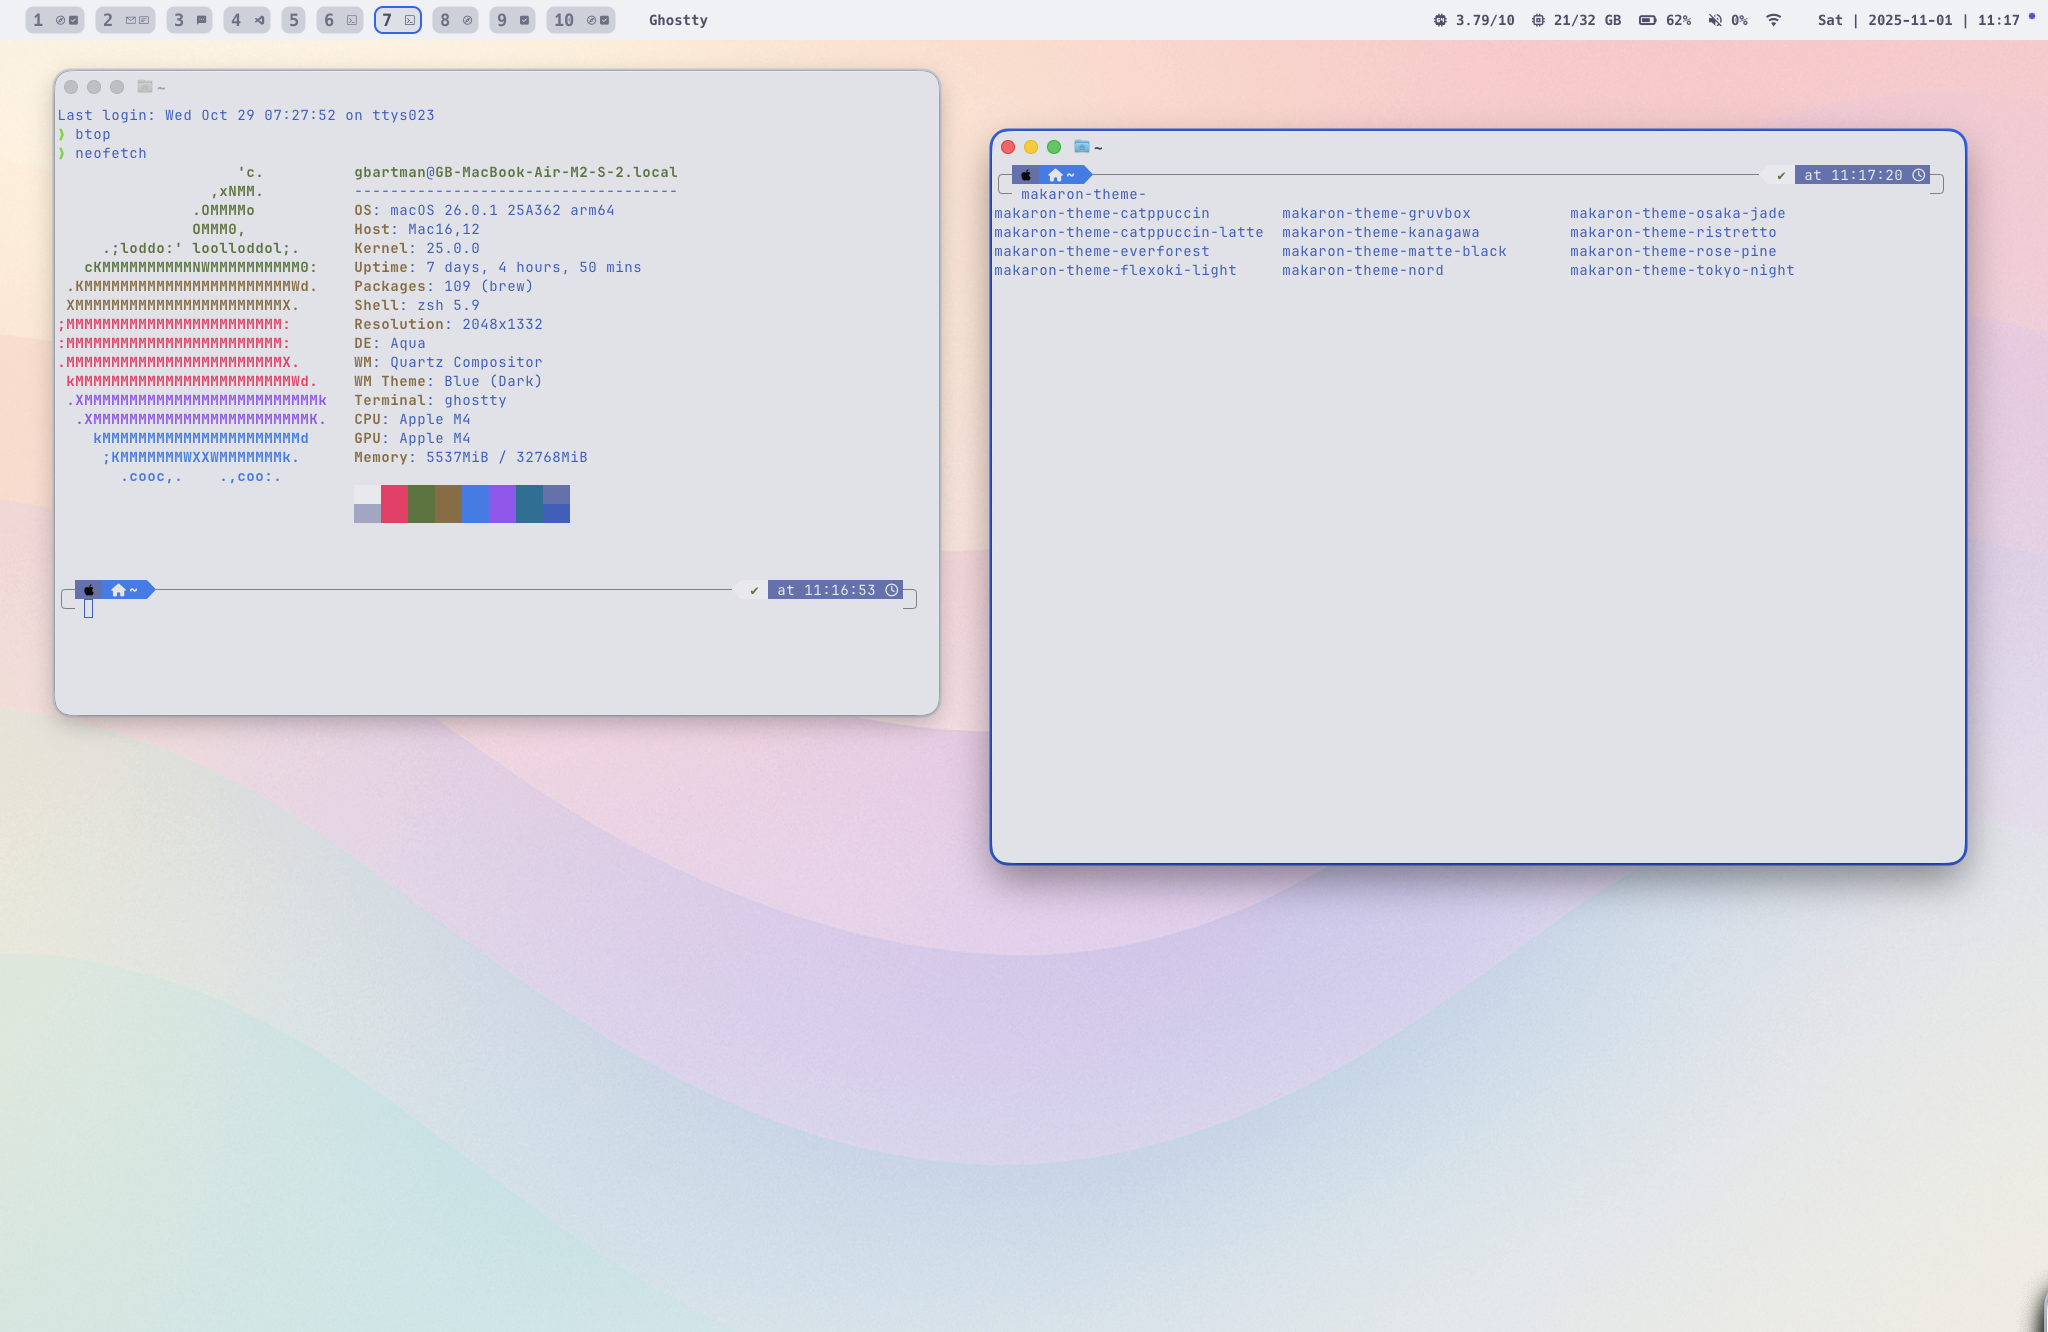 1 2 3 4 5 6 7 8 9 10 Ghostty 3.79/10 21/32 GB 62% 0% Sat | 2025-11-01 | 11:17
~
Last login: Wed Oct 29 07:27:52 on ttys023
❯ btop
❯ neofetch
'c. gbartman@GB-MacBook-Air-M2-S-2.local
,xNMM. ------------------------------------
.OMMMMo OS: macOS 26.0.1 25A362 arm64
OMMM0, Host: Mac16,12
.;loddo:' loolloddol;. Kernel: 25.0.0
cKMMMMMMMMMMNWMMMMMMMMMM0: Uptime: 7 days, 4 hours, 50 mins
.KMMMMMMMMMMMMMMMMMMMMMMMWd. Packages: 109 (brew)
XMMMMMMMMMMMMMMMMMMMMMMMX. Shell: zsh 5.9
;MMMMMMMMMMMMMMMMMMMMMMMM: Resolution: 2048x1332
:MMMMMMMMMMMMMMMMMMMMMMMM: DE: Aqua
.MMMMMMMMMMMMMMMMMMMMMMMMX. WM: Quartz Compositor
kMMMMMMMMMMMMMMMMMMMMMMMMWd. WM Theme: Blue (Dark)
.XMMMMMMMMMMMMMMMMMMMMMMMMMMk Terminal: ghostty
.XMMMMMMMMMMMMMMMMMMMMMMMMK. CPU: Apple M4
kMMMMMMMMMMMMMMMMMMMMMMd GPU: Apple M4
;KMMMMMMMWXXWMMMMMMMk. Memory: 5537MiB / 32768MiB
.cooc,. .,coo:.
~ ✔ at 11:16:53
~
~ ✔ at 11:17:20
makaron-theme-
makaron-theme-catppuccin makaron-theme-gruvbox makaron-theme-osaka-jade
makaron-theme-catppuccin-latte makaron-theme-kanagawa makaron-theme-ristretto
makaron-theme-everforest makaron-theme-matte-black makaron-theme-rose-pine
makaron-theme-flexoki-light makaron-theme-nord makaron-theme-tokyo-night